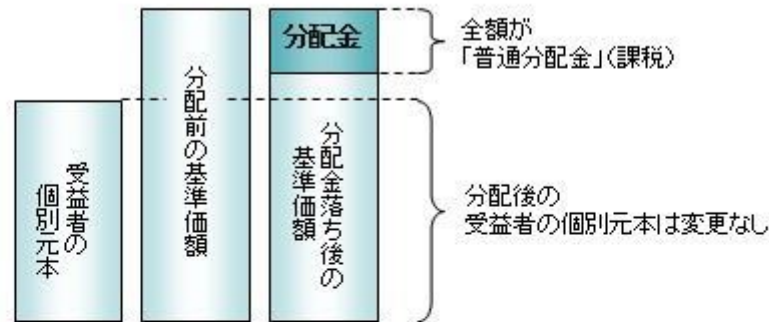 受益者の
個別元本
分配前の基準価額
分配金
分配金落ち後の
基準価額
全額が
「普通分配金」(課税)
分配後の
受益者の個別元本は変更なし